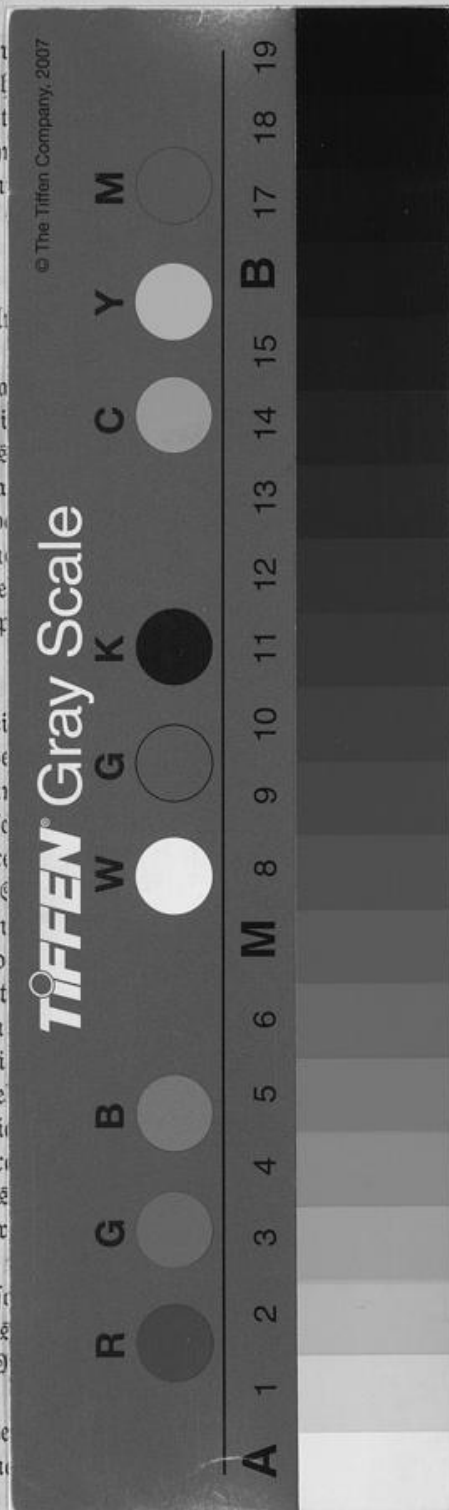 TIFFEN® Gray Scale
© The Tiffen Company, 2007
R G B W G K C Y M
A 1 2 3 4 5 6 M 8 9 10 11 12 13 14 15 B 17 18 19